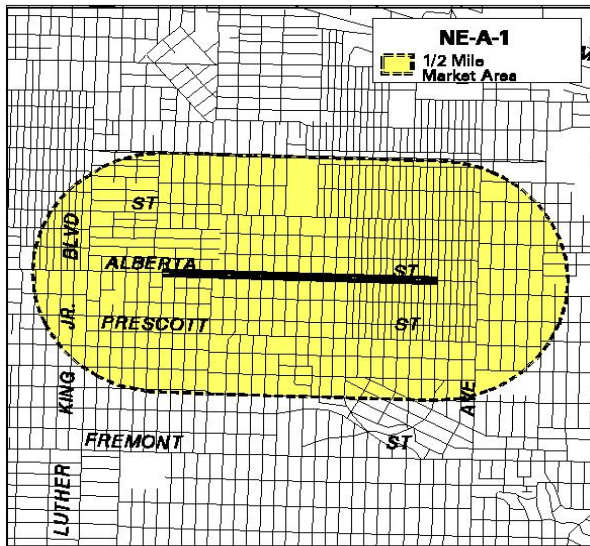 NE-A-1
1/2 Mile
Market Area
ST
BLVD
ALBERTA ST
JR.
PRESCOTT ST
KING
AVE
FREMONT ST
LUTHER